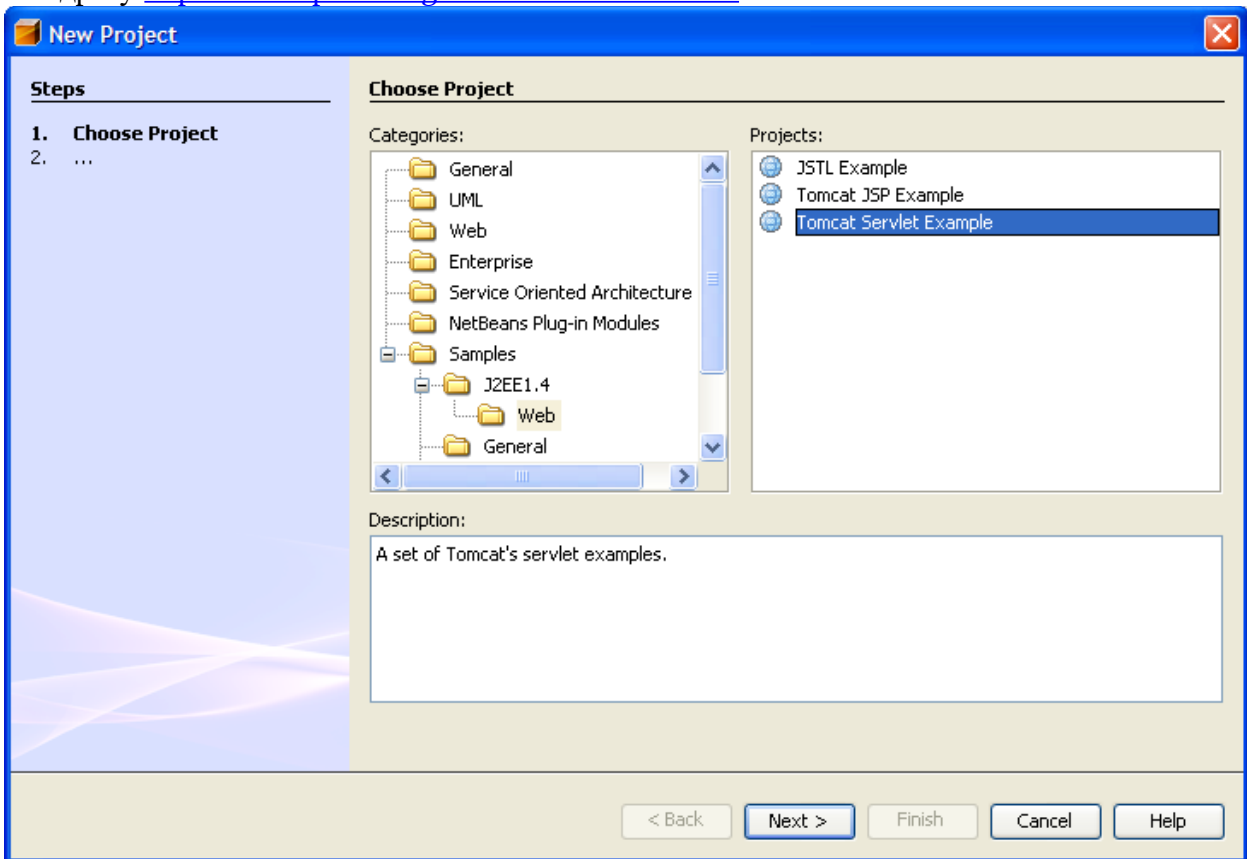 New Project
Steps
1. Choose Project
2. ...
Choose Project
Categories:
General
UML
Web
Enterprise
Service Oriented Architecture
NetBeans Plug-in Modules
Samples
J2EE1.4
Web
General
Projects:
JSTL Example
Tomcat JSP Example
Tomcat Servlet Example
Description:
A set of Tomcat's servlet examples.
< Back
Next >
Finish
Cancel
Help